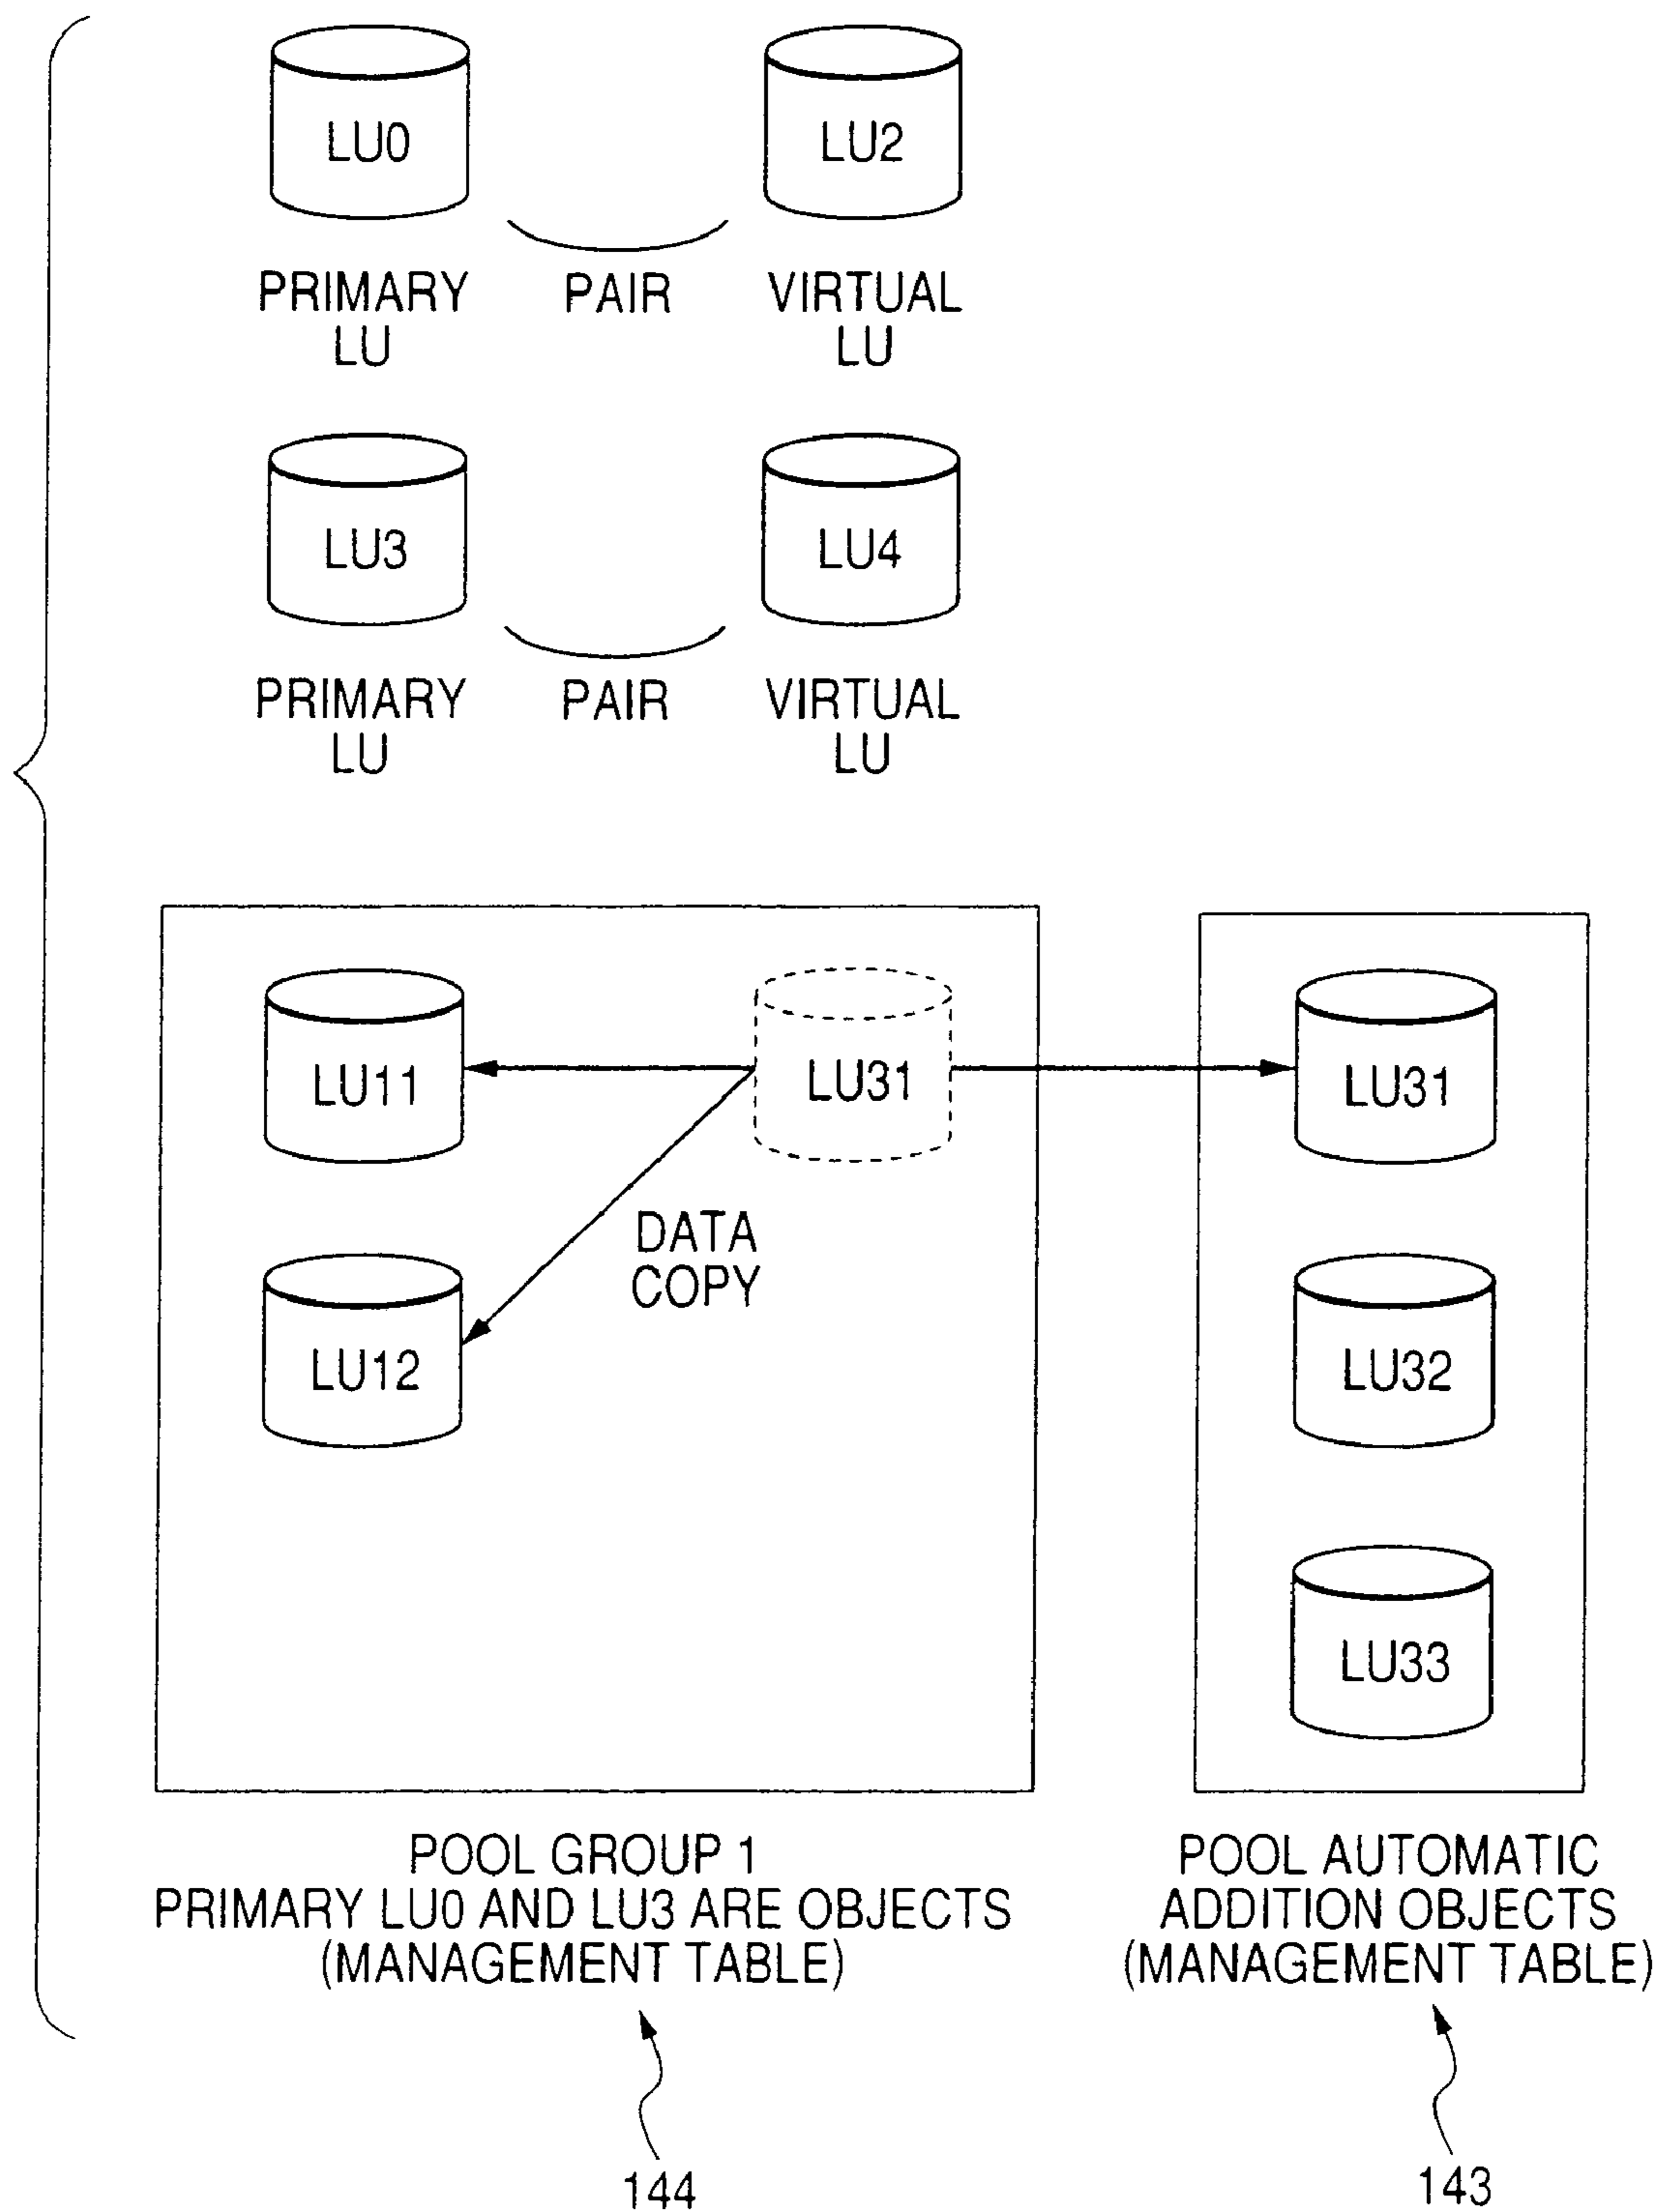 LU0
LU2
PRIMARY
LU
PAIR
VIRTUAL
LU
LU3
LU4
PRIMARY
LU
PAIR
VIRTUAL
LU
LU11
LU31
LU31
DATA
COPY
LU12
LU32
LU33
POOL GROUP 1
PRIMARY LU0 AND LU3 ARE OBJECTS
(MANAGEMENT TABLE)
POOL AUTOMATIC
ADDITION OBJECTS
(MANAGEMENT TABLE)
144
143